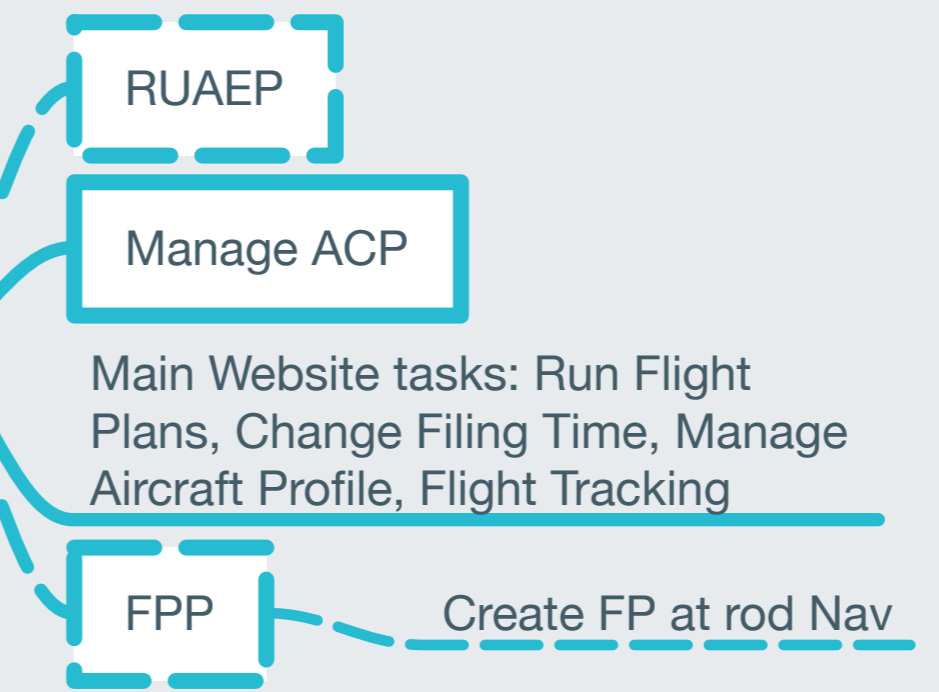 RUAEP
Manage ACP
Main Website tasks: Run Flight
Plans, Change Filing Time, Manage
Aircraft Profile, Flight Tracking
FPP
Create FP at rod Nav